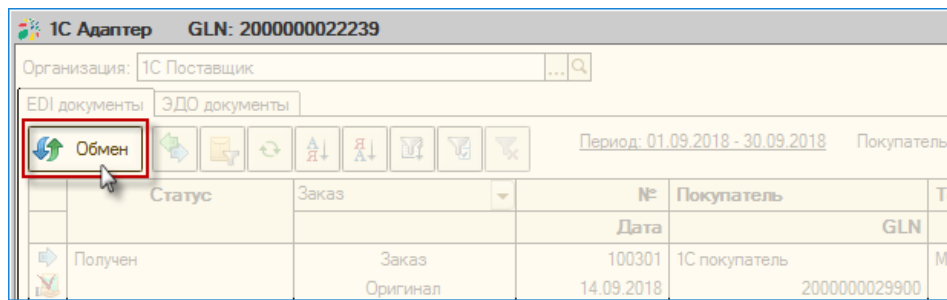 1С Адаптер GLN: 2000000022239
Организация: 1С Поставщик ...
EDI документы ЭДО документы
Обмен Период: 01.09.2018 - 30.09.2018 Покупатель
Статус Заказ № Покупатель
Дата GLN
Получен Заказ 100301 1С покупатель
Оригинал 14.09.2018 2000000029900